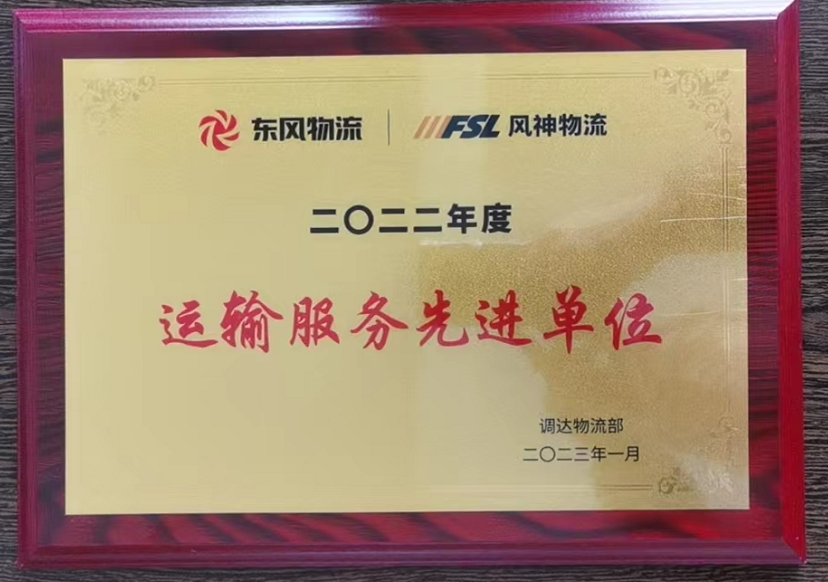 东风物流 FSL 风神物流
二〇二二年度
运输服务先进单位
调达物流部
二〇二三年一月